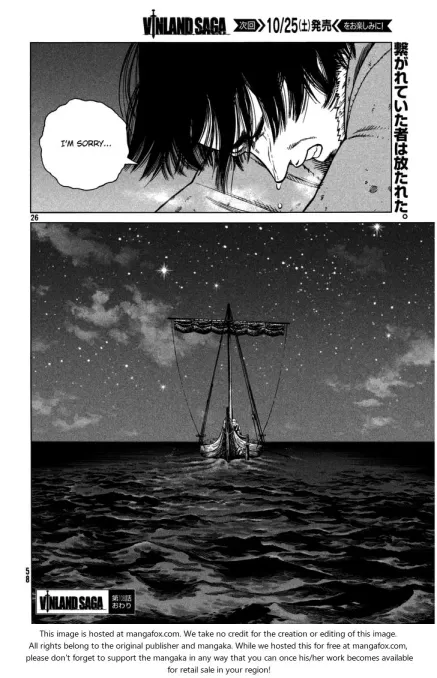 VINLAND SAGA 次回 10/25(土)発売 をお楽しみに!
繋がれていた者は放たれた。
I'M SORRY...
26
58
VINLAND SAGA
おわり
This image is hosted at mangafox.com. We take no credit for the creation or editing of this image.
All rights belong to the original publisher and mangaka. While we hosted this for free at mangafox.com,
please don't forget to support the mangaka in any way that you can once his/her work becomes available
for retail sale in your region!